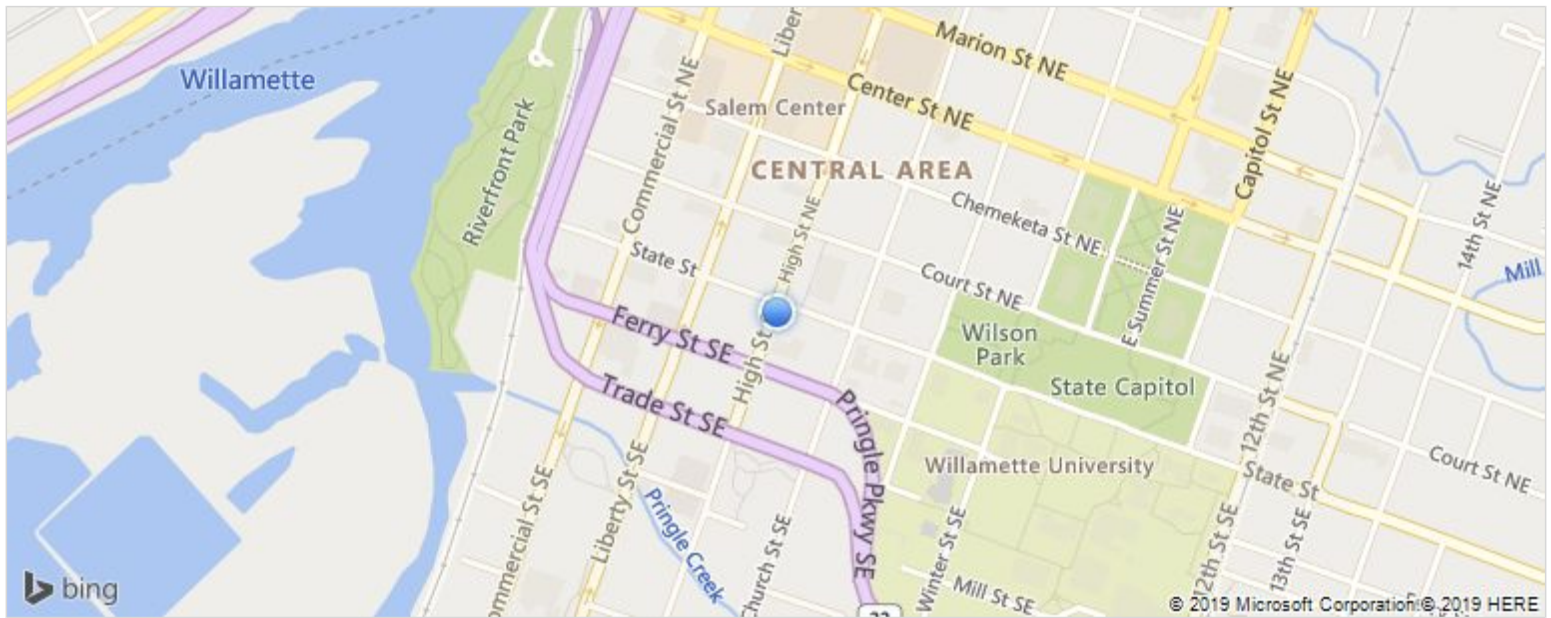 Marion St NE
Liber
Willamette
Center St NE
Salem Center
Capitol St NE
Commercial St NE
Riverfront Park
CENTRAL AREA
Chemeketa St NE
14th St NE
High St NE
E Summer St NE
State St
Court St NE
Mill
Ferry St SE
High St
Wilson
Park
State Capitol
Trade St SE
12th St NE
Pringle Pkwy SE
Willamette University
Court St NE
State St
Liberty St SE
ommercial St SE
Pringle Creek
Church St SE
Winter St SE
12th St SE
13th St SE
Mill St SE
bing
© 2019 Microsoft Corporation © 2019 HERE